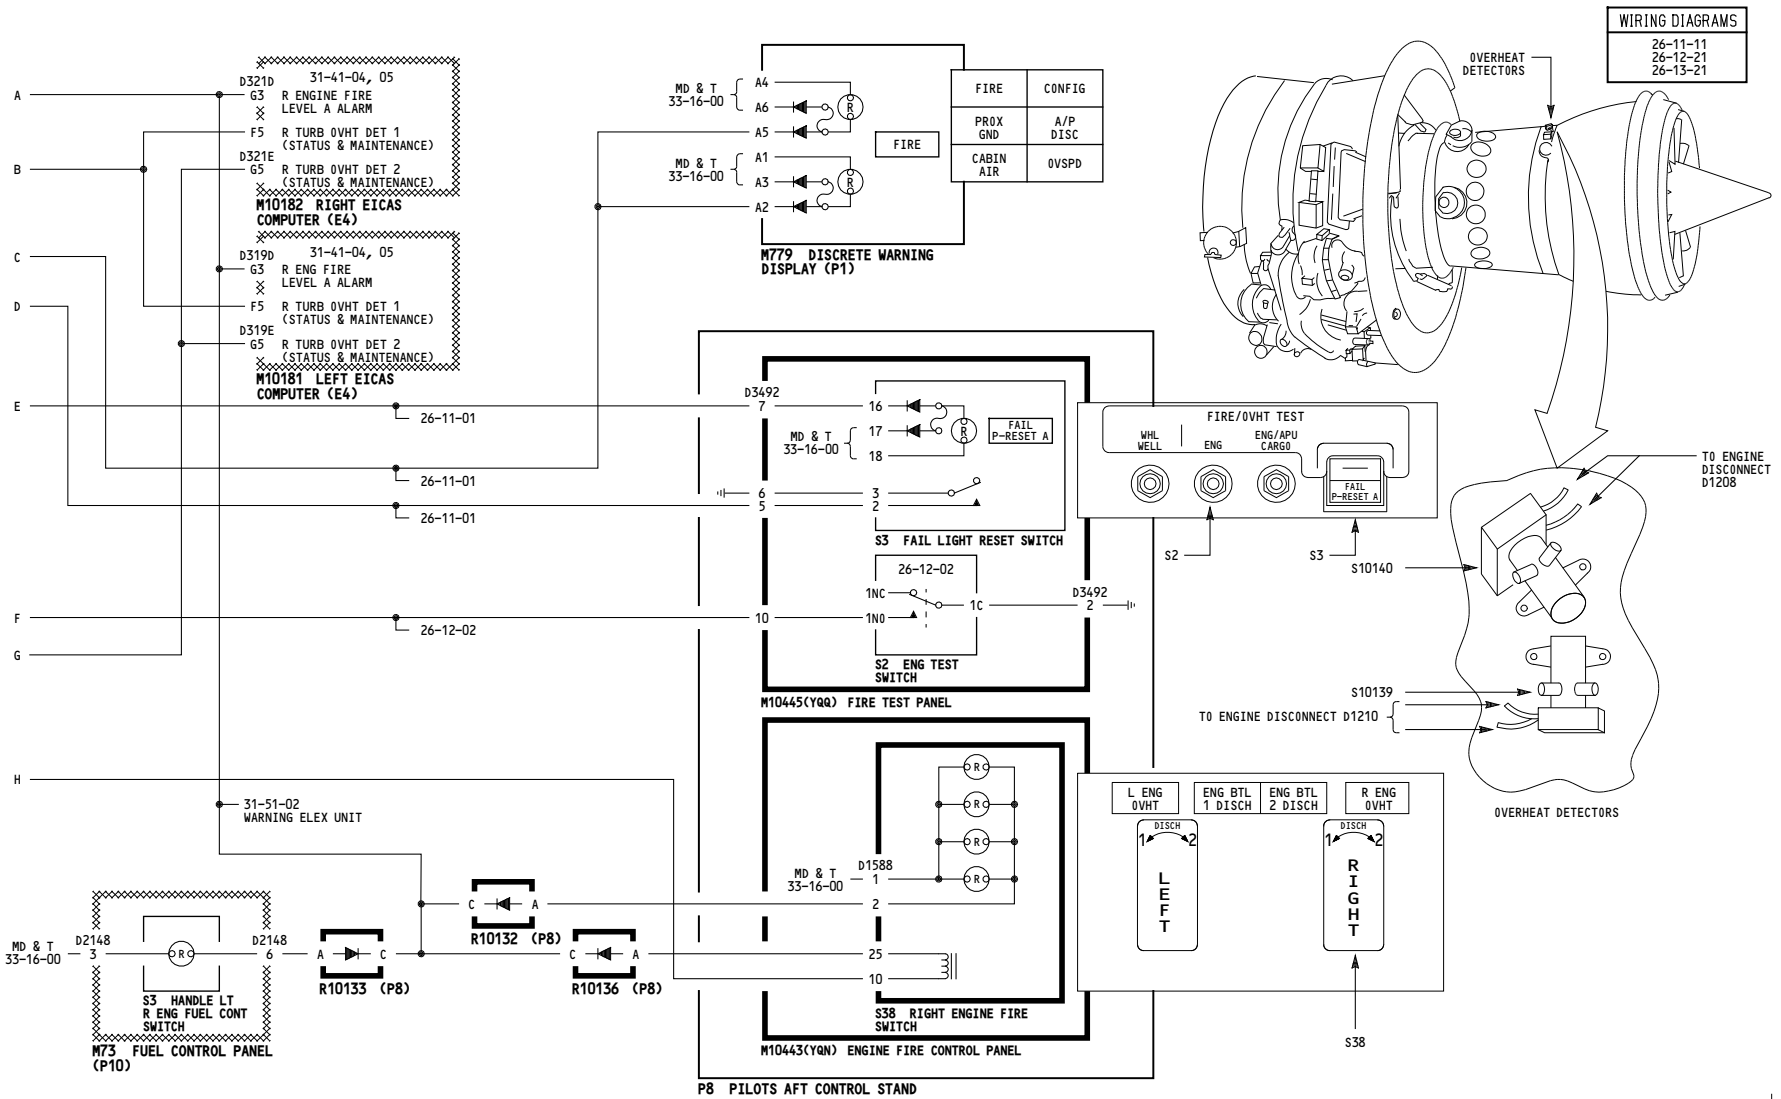 WIRING DIAGRAMS
26-11-11
26-12-21
26-13-21
A
B
C
D
E
F
G
H
D321D
31-41-04, 05
G3 R ENGINE FIRE
LEVEL A ALARM
F5 R TURB OVHT DET 1
(STATUS & MAINTENANCE)
D321E
G5 R TURB OVHT DET 2
(STATUS & MAINTENANCE)
M10182 RIGHT EICAS
COMPUTER (E4)
D319D
31-41-04, 05
G3 R ENG FIRE
LEVEL A ALARM
F5 R TURB OVHT DET 1
(STATUS & MAINTENANCE)
D319E
G5 R TURB OVHT DET 2
(STATUS & MAINTENANCE)
M10181 LEFT EICAS
COMPUTER (E4)
26-11-01
26-11-01
26-11-01
26-12-02
31-51-02
WARNING ELEX UNIT
MD & T
33-16-00
A4
A6
A5
R
MD & T
33-16-00
A1
A3
A2
R
FIRE
FIRE
CONFIG
PROX
GND
A/P
DISC
CABIN
AIR
OVSPD
M779 DISCRETE WARNING
DISPLAY (P1)
OVERHEAT
DETECTORS
D3492
7
16
17
18
MD & T
33-16-00
R
FAIL
P-RESET A
6
5
3
2
S3 FAIL LIGHT RESET SWITCH
26-12-02
1NC
1NO
1C
10
D3492
2
S2 ENG TEST
SWITCH
M10445(YQQ) FIRE TEST PANEL
FIRE/OVHT TEST
WHL
WELL
ENG
ENG/APU
CARGO
FAIL
P-RESET A
S2
S3
TO ENGINE
DISCONNECT
D1208
S10140
S10139
TO ENGINE DISCONNECT D1210
OVERHEAT DETECTORS
R
R
R
R
MD & T
33-16-00
D1588
1
2
25
10
S38 RIGHT ENGINE FIRE
SWITCH
M10443(YQN) ENGINE FIRE CONTROL PANEL
P8 PILOTS AFT CONTROL STAND
L ENG
OVHT
ENG BTL
1 DISCH
ENG BTL
2 DISCH
R ENG
OVHT
DISCH
1 2
LEFT
DISCH
1 2
RIGHT
S38
C A
R10132 (P8)
MD & T
33-16-00
D2148
3
R
D2148
6
S3 HANDLE LT
R ENG FUEL CONT
SWITCH
M73 FUEL CONTROL PANEL
(P10)
A C
R10133 (P8)
C A
R10136 (P8)